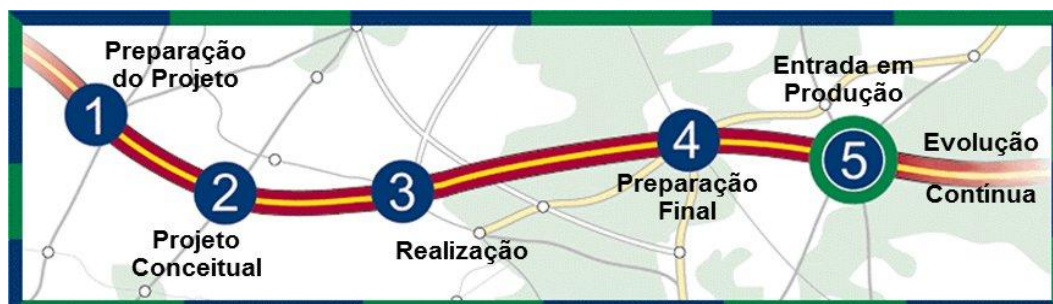 1
Preparação
do Projeto
2
Projeto
Conceitual
3
Realização
4
Preparação
Final
Entrada em
Produção
5
Evolução
Contínua